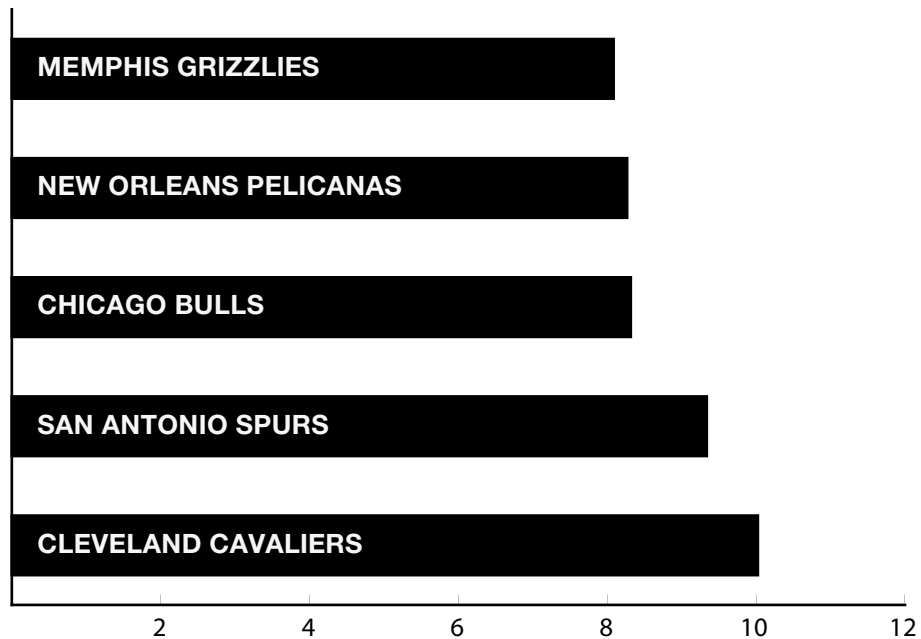 MEMPHIS GRIZZLIES
NEW ORLEANS PELICANAS
CHICAGO BULLS
SAN ANTONIO SPURS
CLEVELAND CAVALIERS
2 4 6 8 10 12